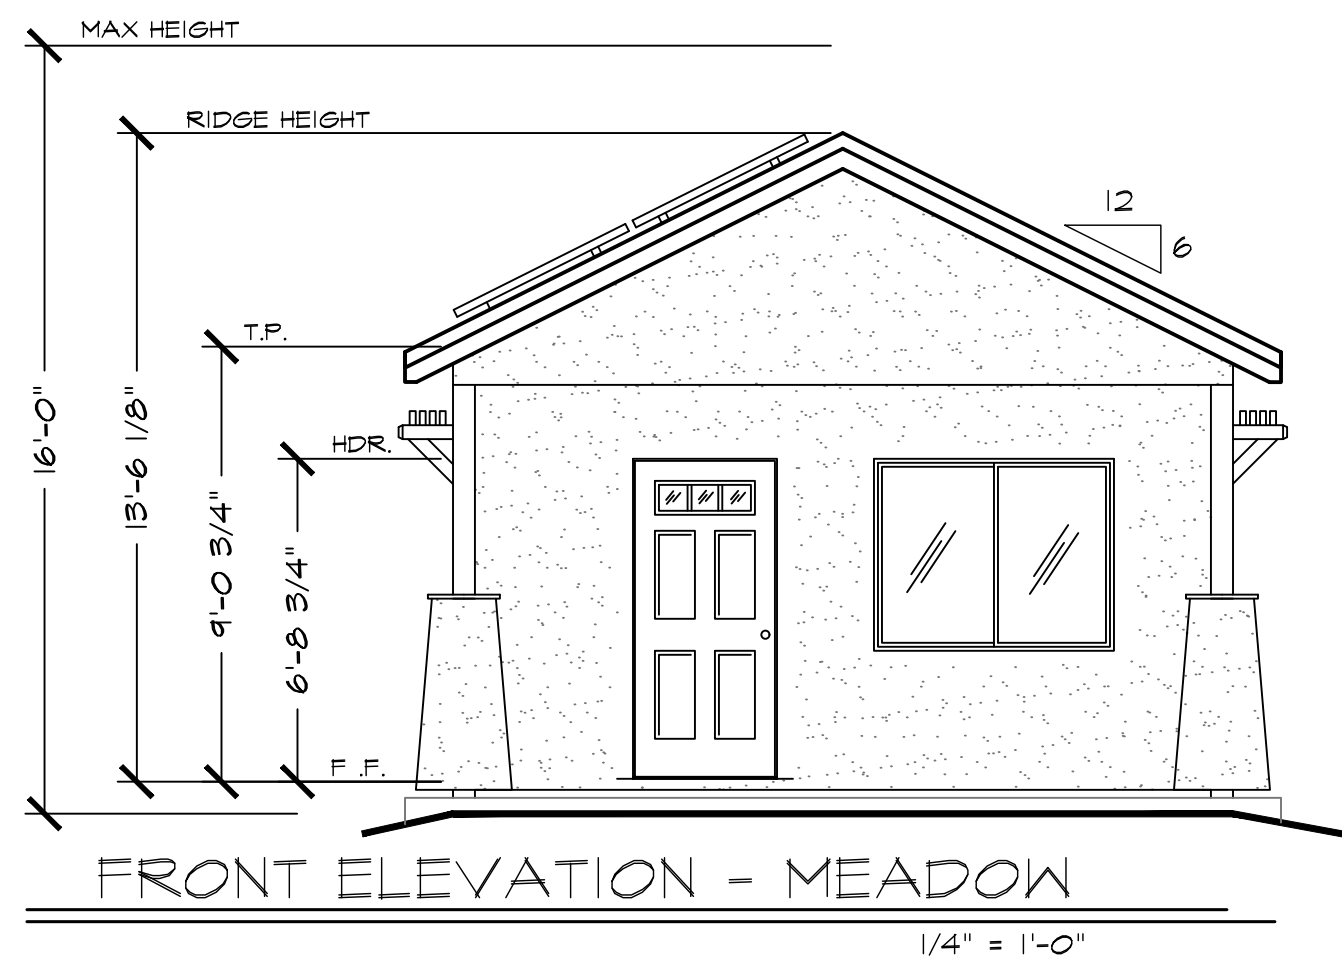 MAX HEIGHT
RIDGE HEIGHT
12
6
T.P.
HDR.
16'-0"
13'-6 1/8"
9'-0 3/4"
6'-8 3/4"
F .F.
FRONT ELEVATION - MEADOW
1/4" = 1'-0"